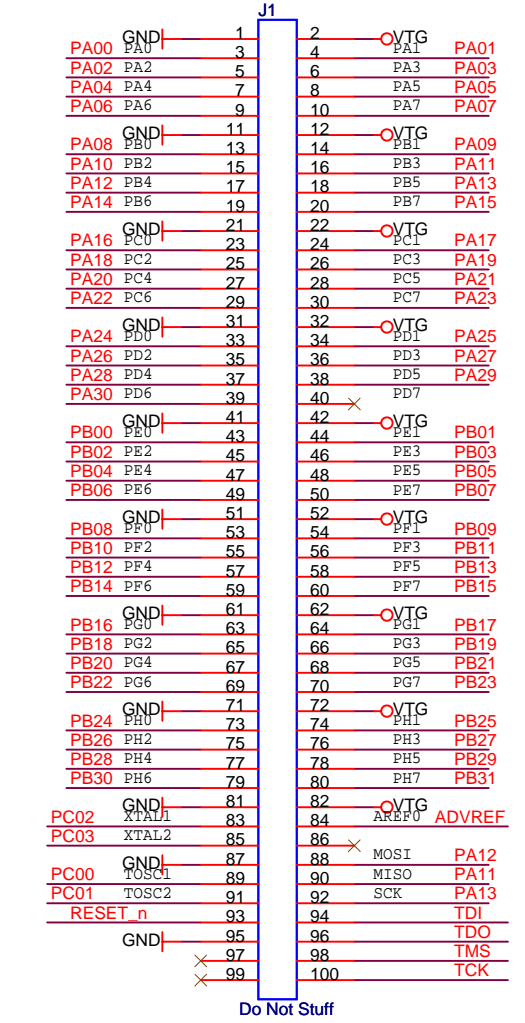 J1
GND 1 2 VTG
PA00 PA0 3 4 PA1 PA01
PA02 PA2 5 6 PA3 PA03
PA04 PA4 7 8 PA5 PA05
PA06 PA6 9 10 PA7 PA07
GND 11 12 VTG
PA08 PB0 13 14 PB1 PA09
PA10 PB2 15 16 PB3 PA11
PA12 PB4 17 18 PB5 PA13
PA14 PB6 19 20 PB7 PA15
GND 21 22 VTG
PA16 PC0 23 24 PC1 PA17
PA18 PC2 25 26 PC3 PA19
PA20 PC4 27 28 PC5 PA21
PA22 PC6 29 30 PC7 PA23
GND 31 32 VTG
PA24 PD0 33 34 PD1 PA25
PA26 PD2 35 36 PD3 PA27
PA28 PD4 37 38 PD5 PA29
PA30 PD6 39 40 PD7
GND 41 42 VTG
PB00 PE0 43 44 PE1 PB01
PB02 PE2 45 46 PE3 PB03
PB04 PE4 47 48 PE5 PB05
PB06 PE6 49 50 PE7 PB07
GND 51 52 VTG
PB08 PF0 53 54 PF1 PB09
PB10 PF2 55 56 PF3 PB11
PB12 PF4 57 58 PF5 PB13
PB14 PF6 59 60 PF7 PB15
GND 61 62 VTG
PB16 PG0 63 64 PG1 PB17
PB18 PG2 65 66 PG3 PB19
PB20 PG4 67 68 PG5 PB21
PB22 PG6 69 70 PG7 PB23
GND 71 72 VTG
PB24 PH0 73 74 PH1 PB25
PB26 PH2 75 76 PH3 PB27
PB28 PH4 77 78 PH5 PB29
PB30 PH6 79 80 PH7 PB31
GND 81 82 VTG
PC02 XTAL1 83 84 AREF0 ADVREF
PC03 XTAL2 85 86
GND 87 88 MOSI PA12
PC00 TOSC1 89 90 MISO PA11
PC01 TOSC2 91 92 SCK PA13
RESET_n 93 94 TDI
GND 95 96 TDO
97 98 TMS
99 100 TCK
Do Not Stuff